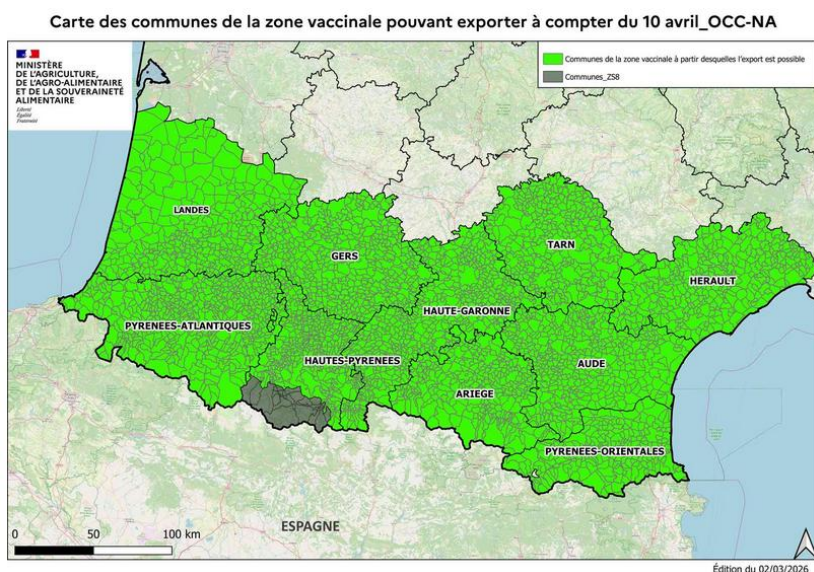 Carte des communes de la zone vaccinale pouvant exporter à compter du 10 avril_OCC-NA
MINISTÈRE
DE L'AGRICULTURE,
DE L'AGRO-ALIMENTAIRE
ET DE LA SOUVERAINETÉ
ALIMENTAIRE
Liberté
Égalité
Fraternité
Communes de la zone vaccinale à partir desquelles l'export est possible
Communes_ZS8
LANDES
GERS
TARN
HERAULT
HAUTE-GARONNE
PYRENEES-ATLANTIQUES
HAUTES-PYRENEES
AUDE
ARIEGE
PYRENEES-ORIENTALES
ESPAGNE
0 50 100 km
Édition du 02/03/2026